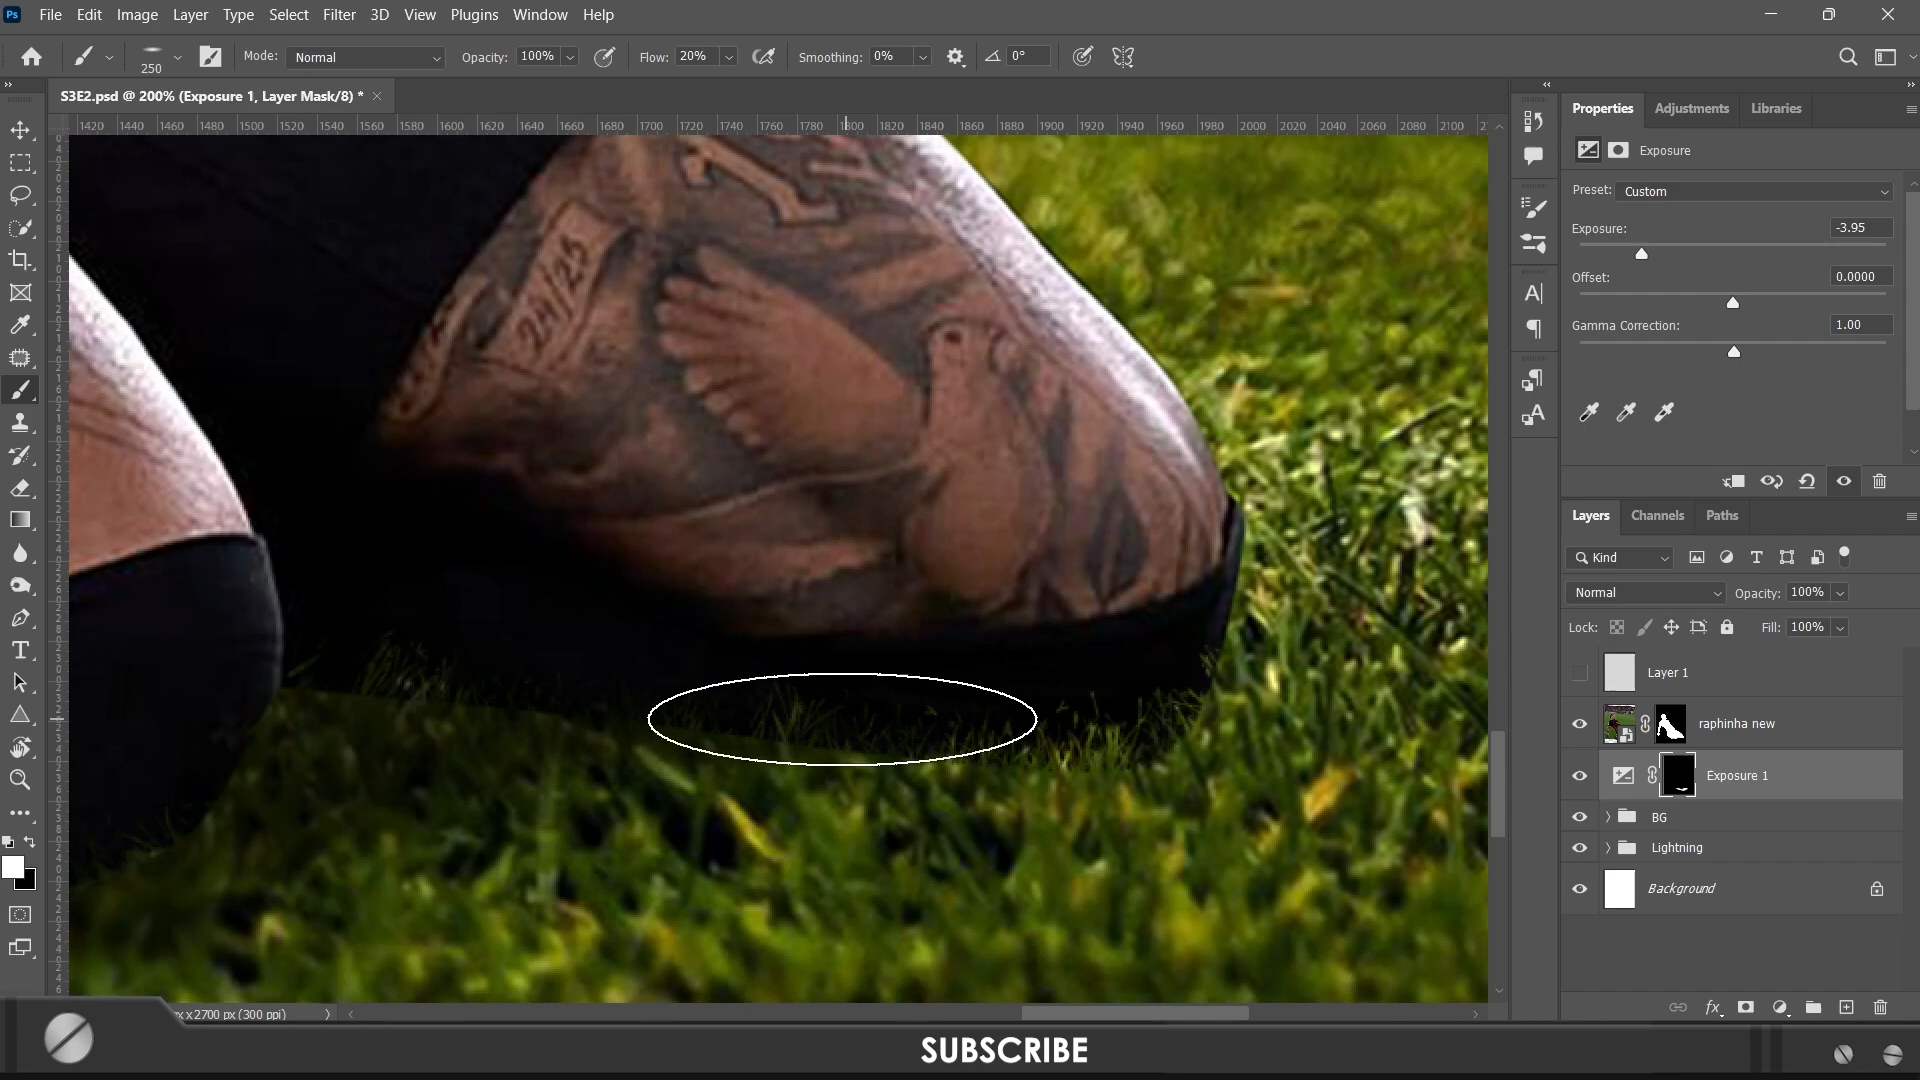 Ps File Edit Image Layer Type Select Filter 3D View Plugins Window Help
250 Mode: Normal Opacity: 100% Flow: 20% Smoothing: 0% 0°
S3E2.psd @ 200% (Exposure 1, Layer Mask/8) *
1420 1440 1460 1480 1500 1520 1540 1560 1580 1600 1620 1640 1660 1680 1700 1720 1740 1760 1780 1800 1820 1840 1860 1880 1900 1920 1940 1960 1980 2000 2020 2040 2060 2080 2100
Properties Adjustments Libraries
Exposure
Preset: Custom
Exposure: -3.95
Offset: 0.0000
Gamma Correction: 1.00
24/25
Layers Channels Paths
Kind
Normal Opacity: 100%
Lock: Fill: 100%
Layer 1
raphinha new
Exposure 1
BG
Lightning
Background
px x 2700 px (300 ppi)
SUBSCRIBE